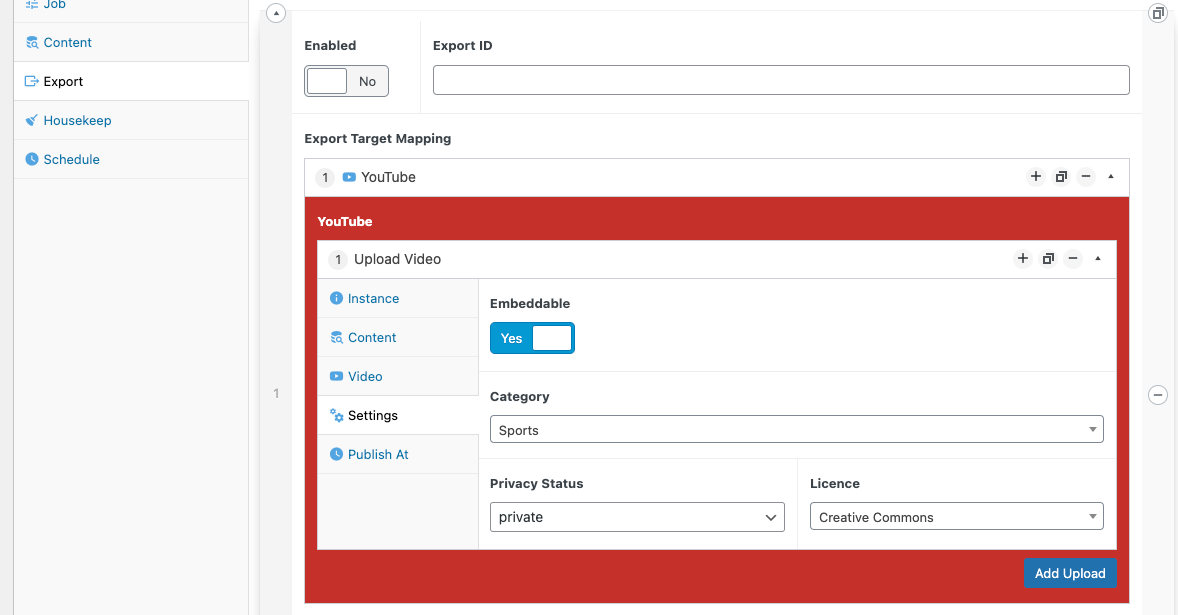 Job
Content
Export
Housekeep
Schedule
Enabled
Export ID
No
Export Target Mapping
1 YouTube
YouTube
1 Upload Video
Instance
Content
Video
Settings
Publish At
Embeddable
Yes
Category
Sports
Privacy Status
Licence
private
Creative Commons
Add Upload
1